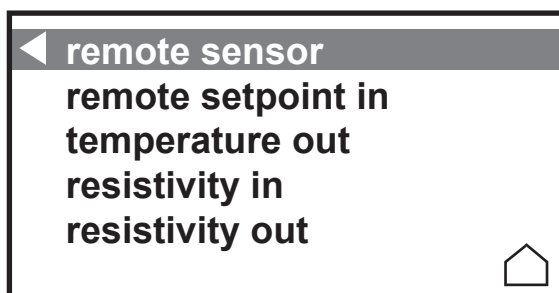 remote sensor
remote setpoint in
temperature out
resistivity in
resistivity out